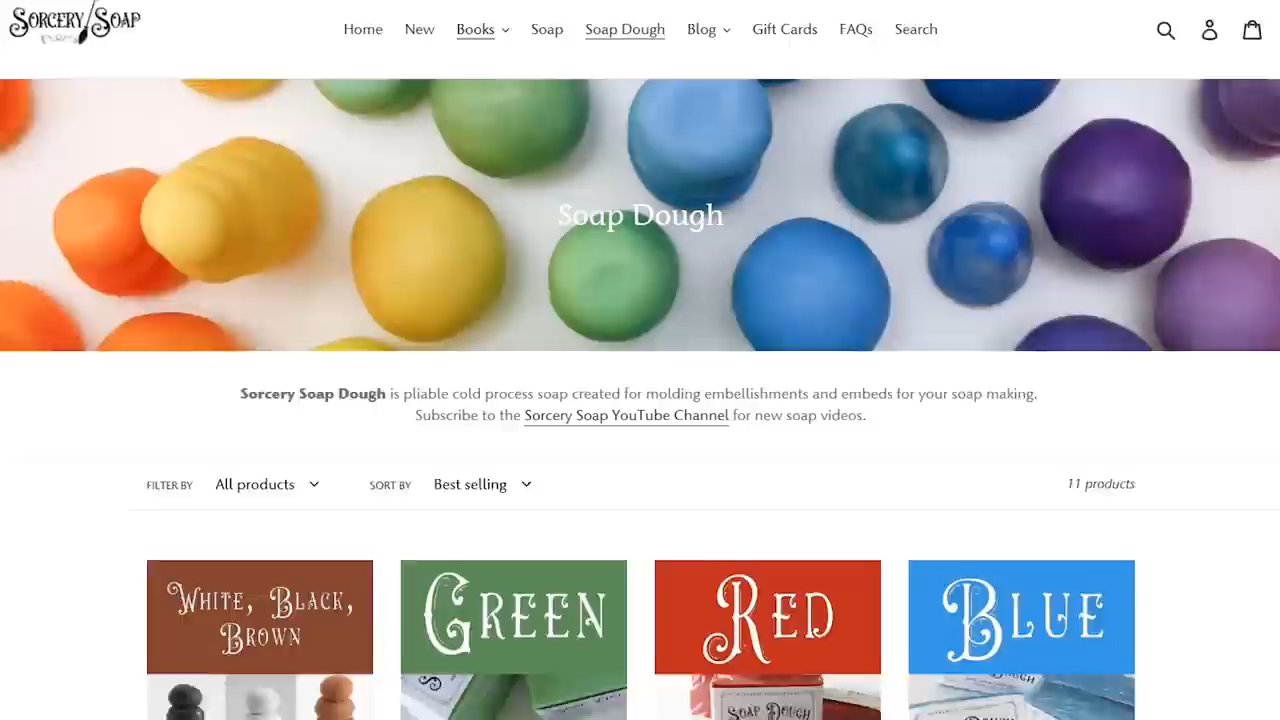 Sorcery Soap
Home New Books Soap Soap Dough Blog Gift Cards FAQs Search
Soap Dough
Sorcery Soap Dough is pliable cold process soap created for molding embellishments and embeds for your soap making.
Subscribe to the Sorcery Soap YouTube Channel for new soap videos.
FILTER BY All products SORT BY Best selling 11 products
White, Black,
Brown
Green
Red
Blue
Soap Dough